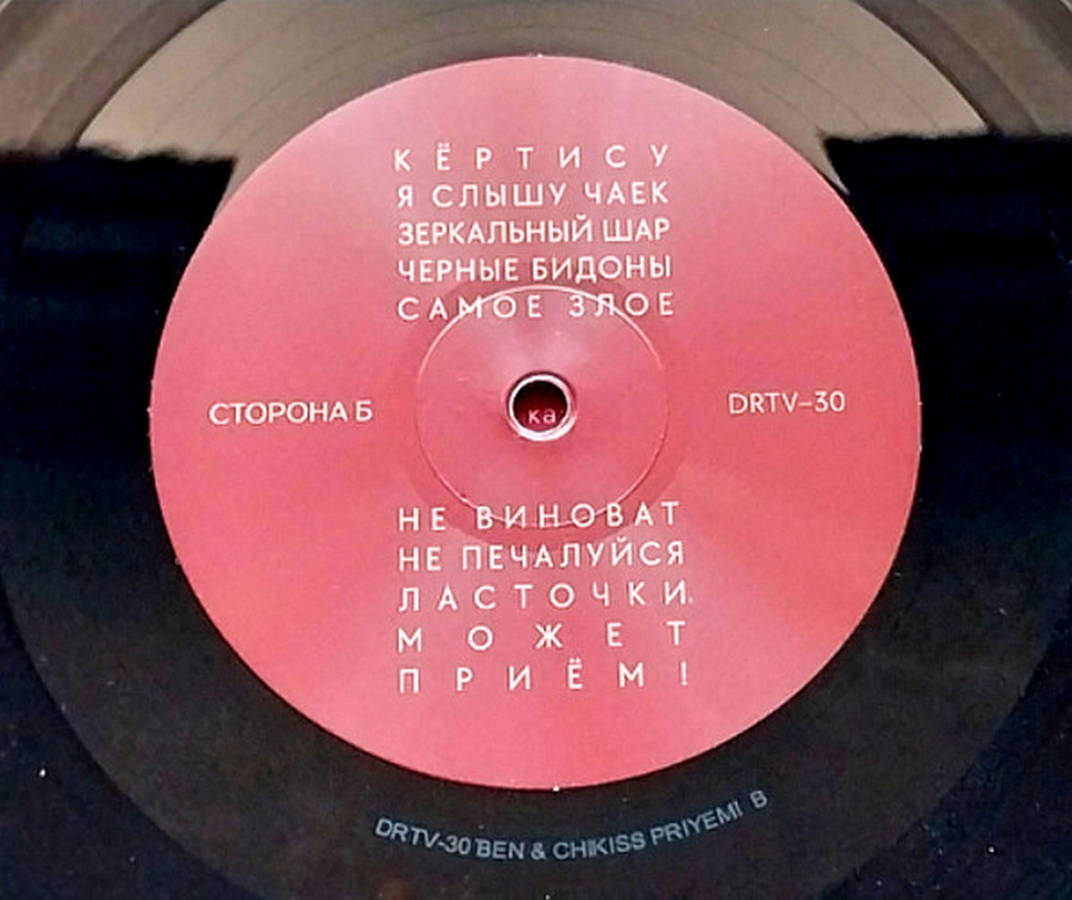 КЁРТИСУ
Я СЛЫШУ ЧАЕК
ЗЕРКАЛЬНЫЙ ШАР
ЧЕРНЫЕ БИДОНЫ
САМОЕ ЗЛОЕ
СТОРОНА Б
ка
DRTV-30
НЕ ВИНОВАТ
НЕ ПЕЧАЛУЙСЯ
ЛАСТОЧКИ
МОЖЕТ
ПРИЁМ!
DRTV-30 BEN & CHIKISS PRIYEM! B